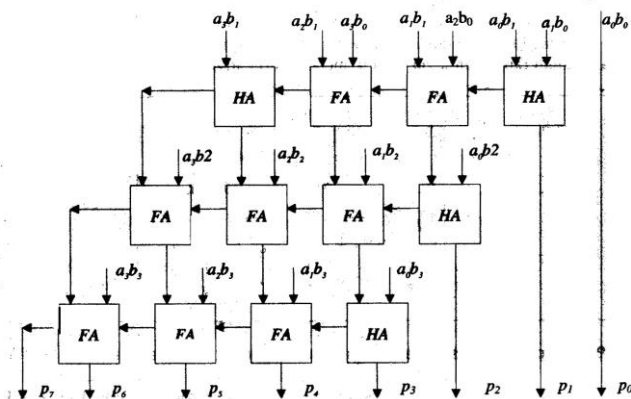 a₃b₁ a₂b₁ a₃b₀ a₁b₁ a₂b₀ a₀b₁ a₁b₀ a₀b₀
HA FA FA HA
a₃b2 a₂b₂ a₁b₂ a₀b2
FA FA FA HA
a₃b₃ a₂b₃ a₁b₃ a₀b₃
FA FA FA HA
p₇ p₆ p₅ p₄ p₃ p₂ p₁ p₀